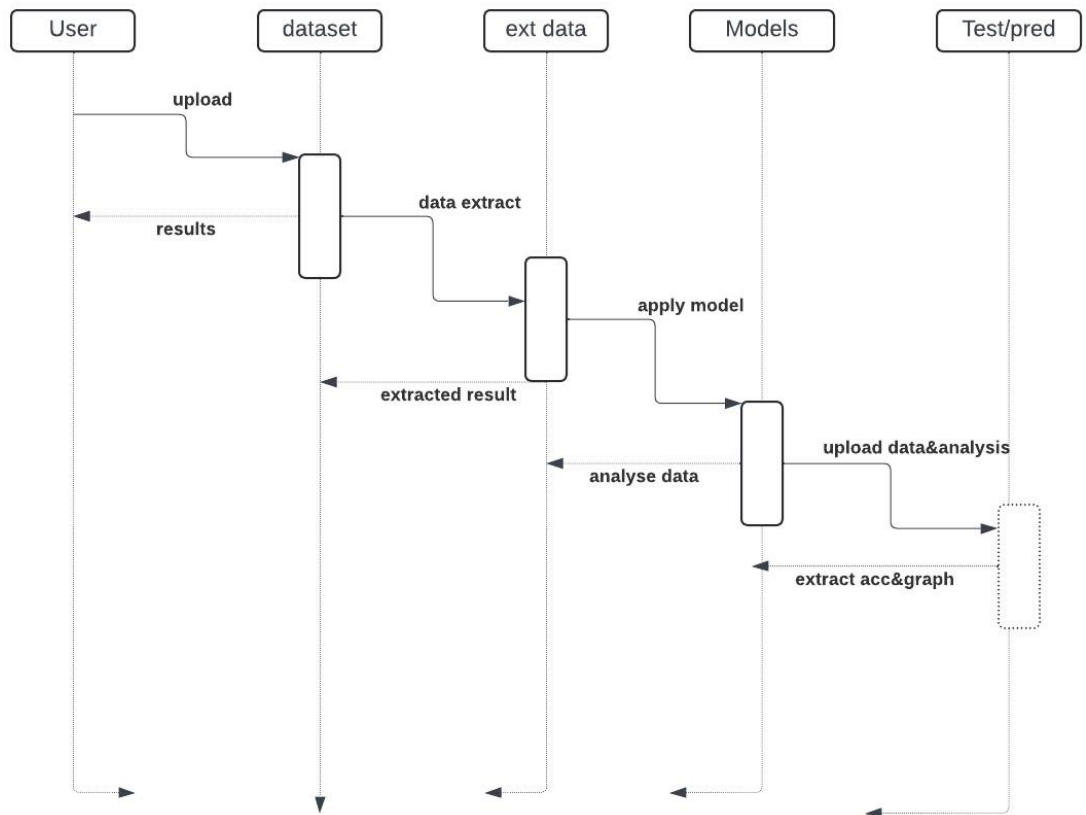 User
dataset
ext data
Models
Test/pred
upload
data extract
results
apply model
extracted result
upload data&analysis
analyse data
extract acc&graph